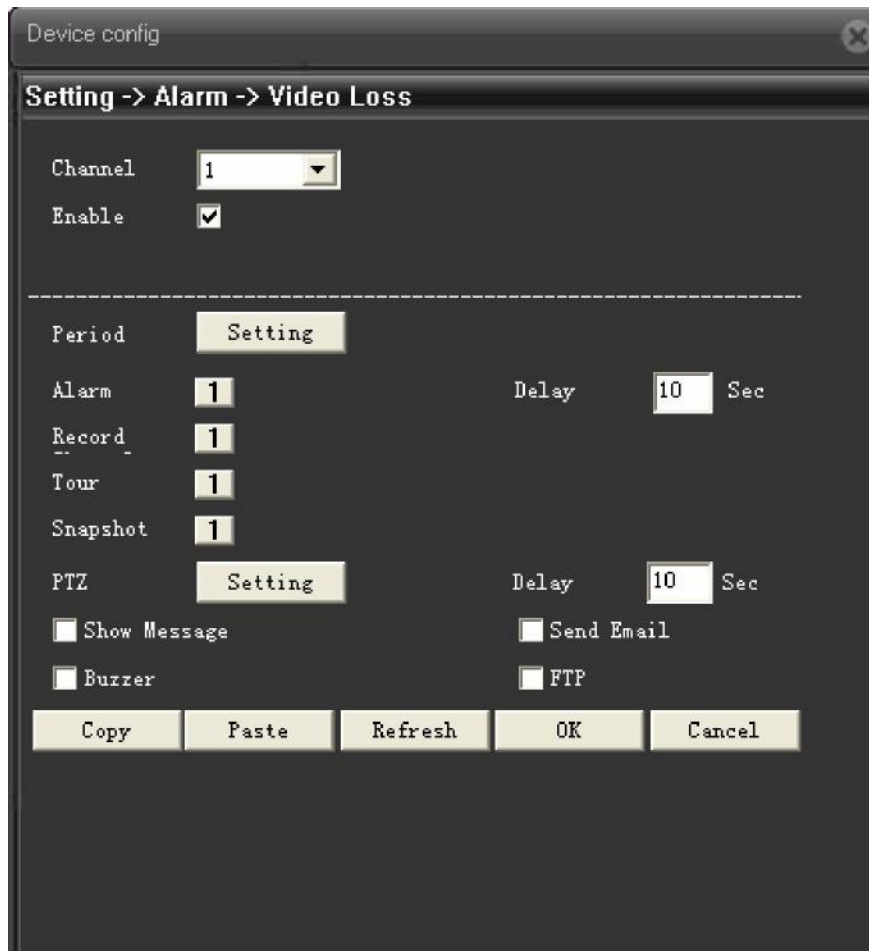 Device config
Setting -> Alarm -> Video Loss
Channel 1
Enable
Period Setting
Alarm 1 Delay 10 Sec
Record 1
Tour 1
Snapshot 1
PTZ Setting Delay 10 Sec
Show Message Send Email
Buzzer FTP
Copy Paste Refresh OK Cancel